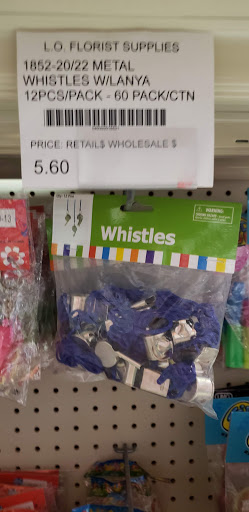 L.O. FLORIST SUPPLIES
1852-20/22 METAL
WHISTLES W/LANYA
12PCS/PACK - 60 PACK/CTN
PRICE: RETAIL$ WHOLESALE $
5.60
WARNING
Whistles